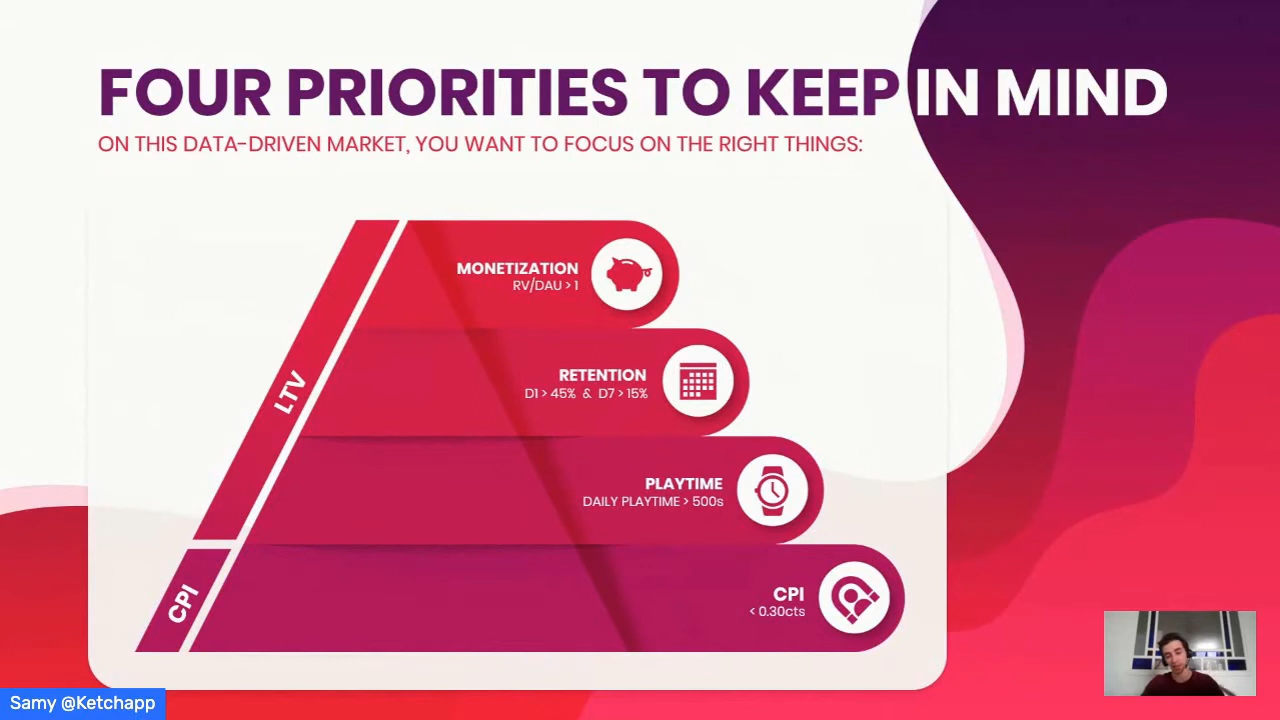 FOUR PRIORITIES TO KEEP IN MIND
ON THIS DATA-DRIVEN MARKET, YOU WANT TO FOCUS ON THE RIGHT THINGS:
MONETIZATION
RV/DAU > 1
RETENTION
D1 > 45% & D7 > 15%
LTV
PLAYTIME
DAILY PLAYTIME > 500s
CPI
< 0.30cts
CPI
Samy @Ketchapp